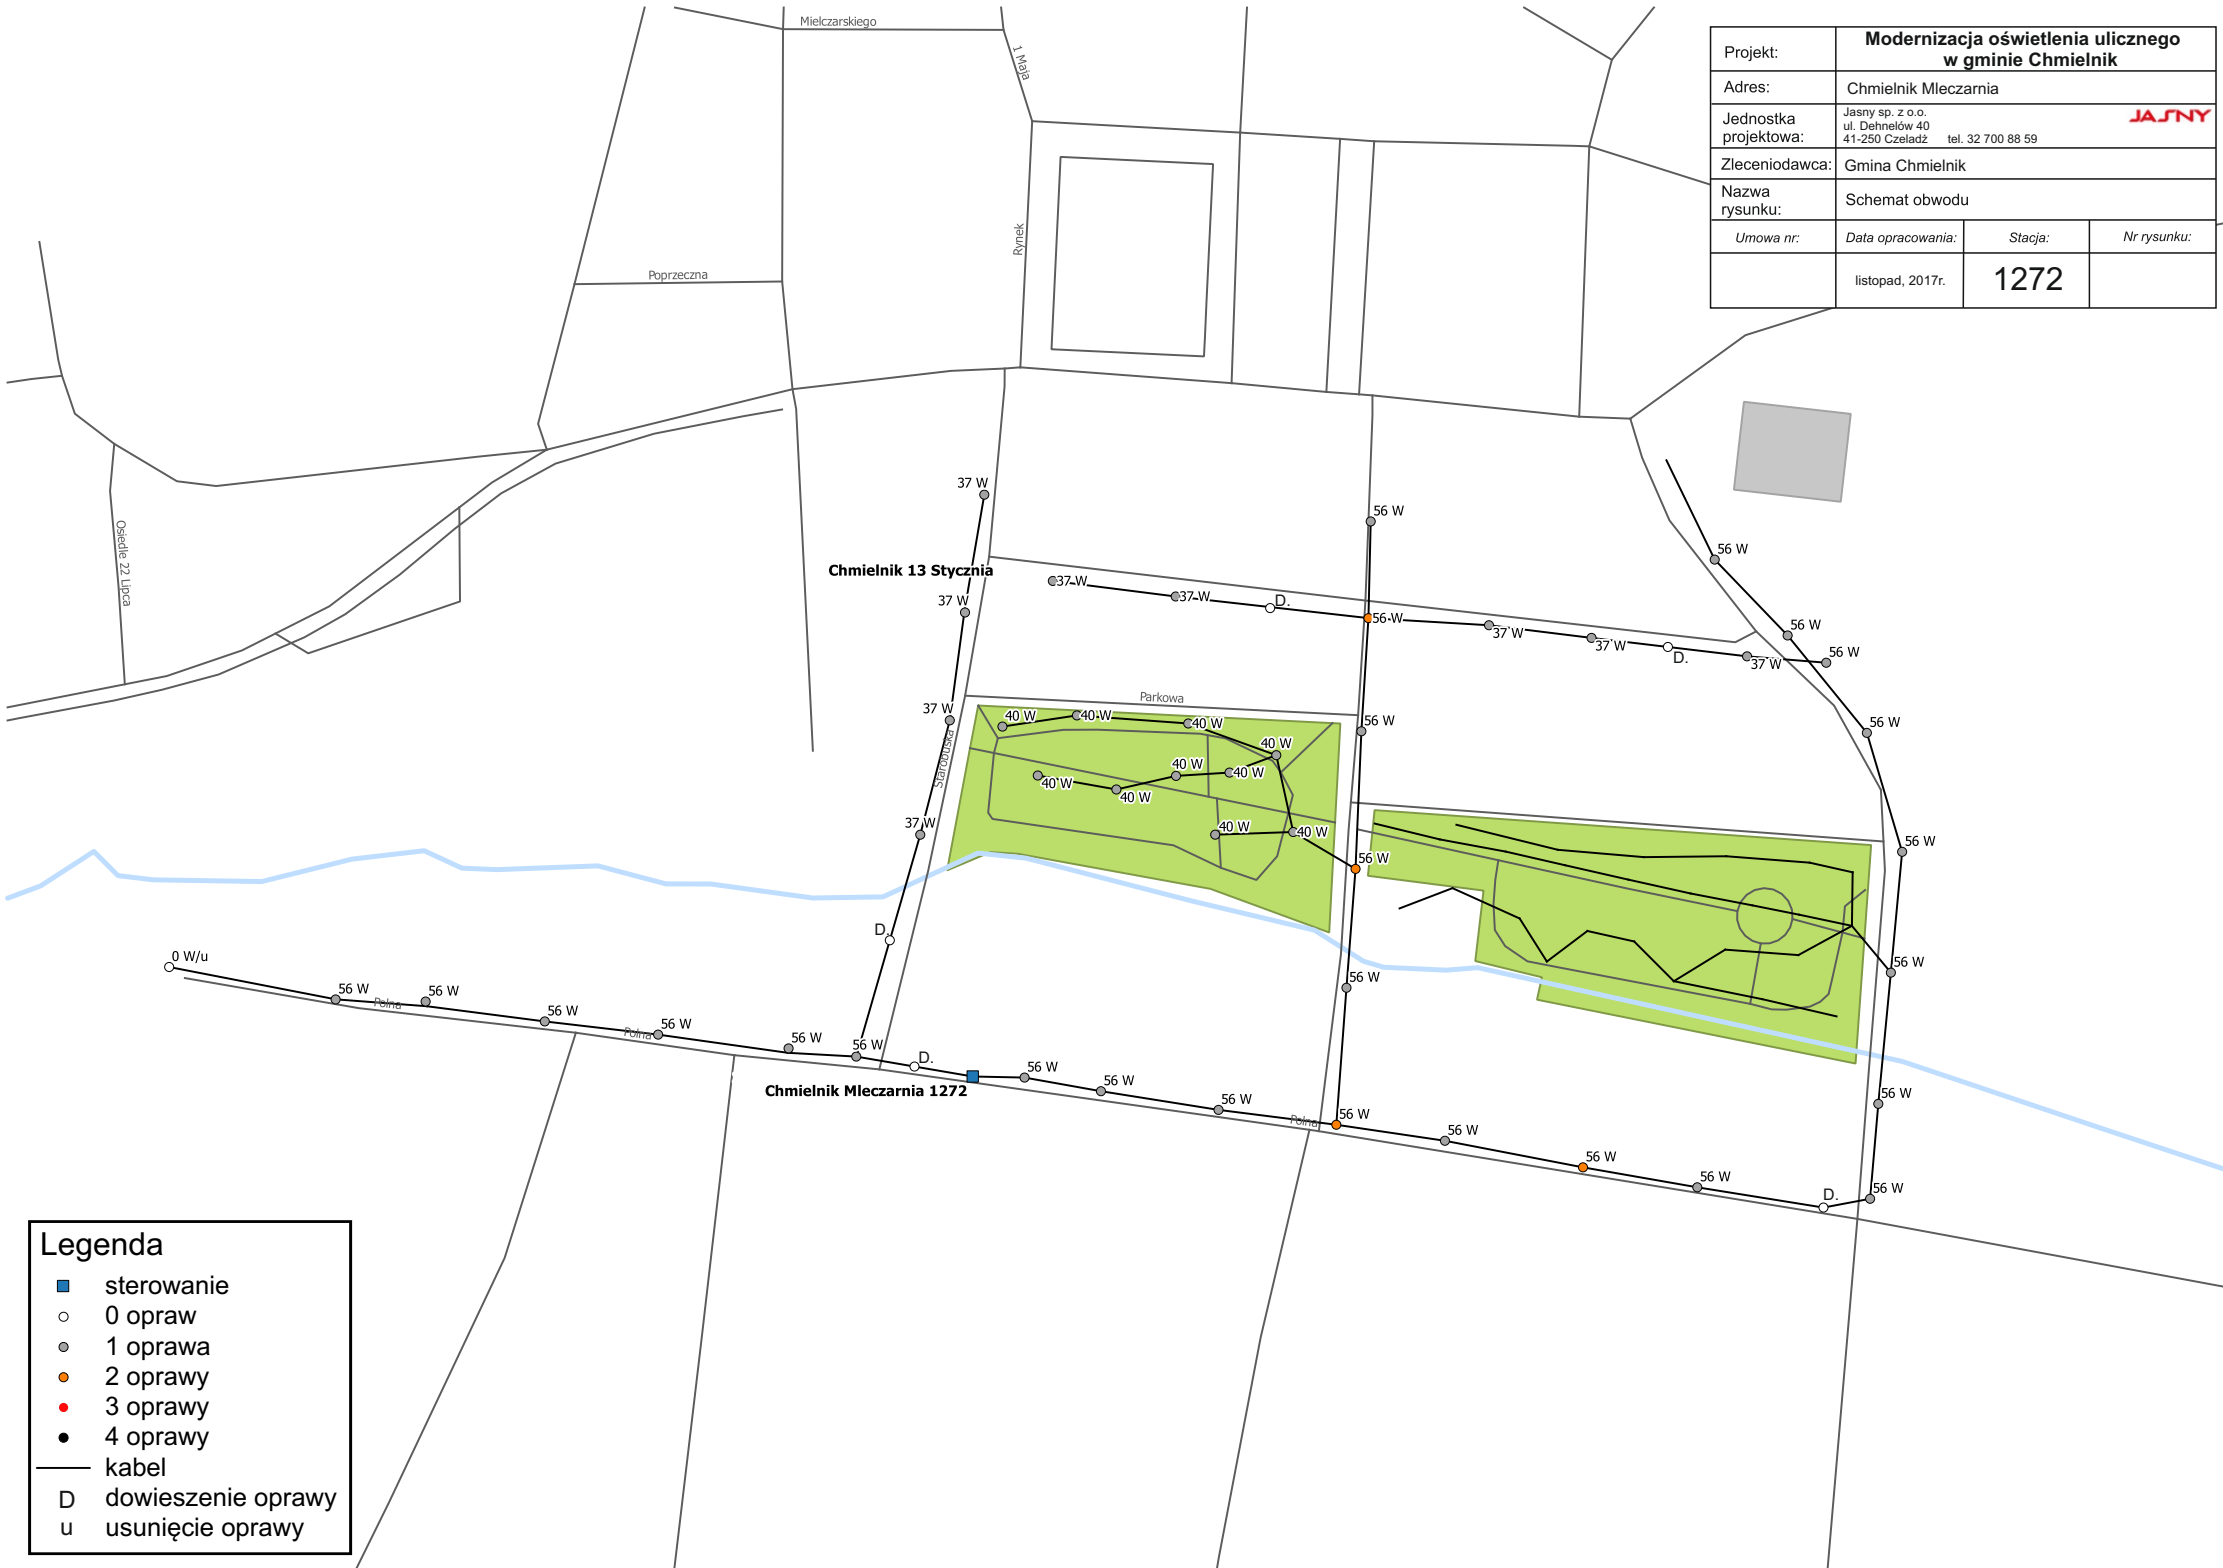 Mielczarskiego
1 Maja
Rynek
Poprzeczna
Osiedle 22 Lipca
Projekt:
Modernizacja oświetlenia ulicznego
w gminie Chmielnik
Adres:
Chmielnik Mleczarnia
Jednostka
projektowa:
Jasny sp. z o.o.
ul. Dehnelów 40
41-250 Czeladż tel. 32 700 88 59
JASNY
Zleceniodawca:
Gmina Chmielnik
Nazwa
rysunku:
Schemat obwodu
Umowa nr:
Data opracowania:
Stacja:
Nr rysunku:
listopad, 2017r.
1272
37 W
56 W
56 W
Chmielnik 13 Stycznia
37 W
37 W
D.
37 W
56 W
37 W
37 W
D.
37 W
56 W
56 W
Parkowa
37 W
Starobuska
40 W
40 W
40 W
56 W
56 W
40 W
40 W
40 W
40 W
40 W
37 W
40 W
40 W
56 W
56 W
D.
0 W/u
56 W
56 W
56 W
56 W
Polna
56 W
56 W
Polna
56 W
56 W
D.
Chmielnik Mleczarnia 1272
56 W
56 W
56 W
Polna
56 W
56 W
56 W
56 W
56 W
D.
56 W
Legenda
sterowanie
0 opraw
1 oprawa
2 oprawy
3 oprawy
4 oprawy
kabel
D dowieszenie oprawy
u usunięcie oprawy